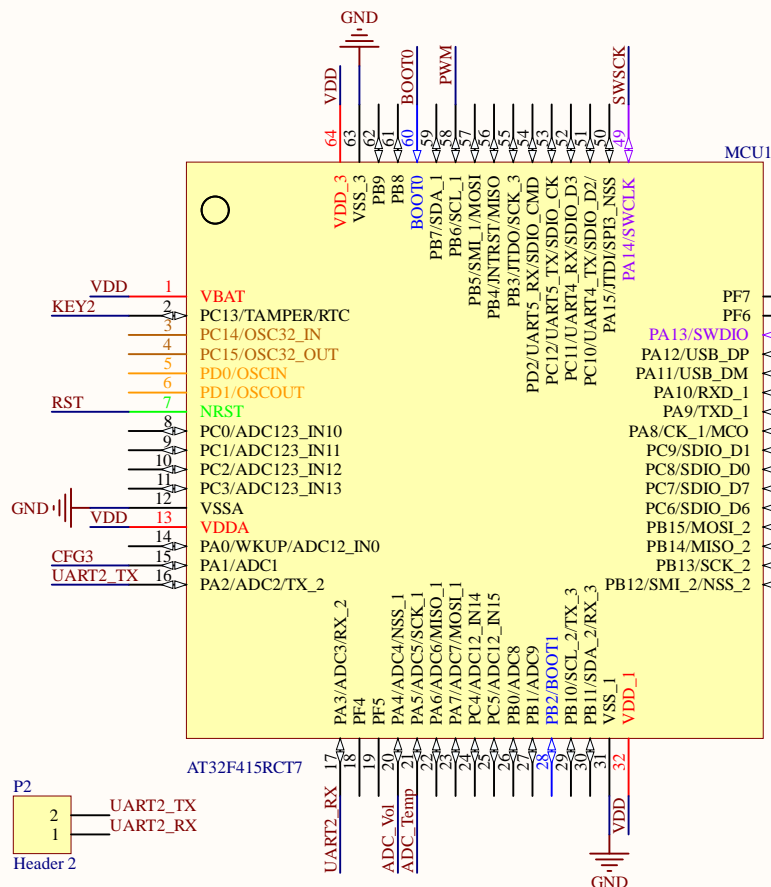 GND
VDD
BOOT0
PWM
SWSCK
64
63
62
61
60
59
58
57
56
55
54
53
52
51
50
49
MCU1
VDD_3
VSS_3
PB9
PB8
BOOT0
PB7/SDA_1
PB6/SCL_1
PB5/SMI_1/MOSI
PB4/JNTRST/MISO
PB3/JTDO/SCK_3
PD2/UART5_RX/SDIO_CMD
PC12/UART5_TX/SDIO_CK
PC11/UART4_RX/SDIO_D3
PC10/UART4_TX/SDIO_D2/
PA15/JTDI/SPI3_NSS
PA14/SWCLK
VDD 1 VBAT
KEY2 2 PC13/TAMPER/RTC
3 PC14/OSC32_IN
4 PC15/OSC32_OUT
5 PD0/OSCIN
6 PD1/OSCOUT
RST 7 NRST
8 PC0/ADC123_IN10
9 PC1/ADC123_IN11
10 PC2/ADC123_IN12
11 PC3/ADC123_IN13
GND 12 VSSA
VDD 13 VDDA
14 PA0/WKUP/ADC12_IN0
CFG3 15 PA1/ADC1
UART2_TX 16 PA2/ADC2/TX_2
PF7
PF6
PA13/SWDIO
PA12/USB_DP
PA11/USB_DM
PA10/RXD_1
PA9/TXD_1
PA8/CK_1/MCO
PC9/SDIO_D1
PC8/SDIO_D0
PC7/SDIO_D7
PC6/SDIO_D6
PB15/MOSI_2
PB14/MISO_2
PB13/SCK_2
PB12/SMI_2/NSS_2
PA3/ADC3/RX_2
PF4
PF5
PA4/ADC4/NSS_1
PA5/ADC5/SCK_1
PA6/ADC6/MISO_1
PA7/ADC7/MOSI_1
PC4/ADC12_IN14
PC5/ADC12_IN15
PB0/ADC8
PB1/ADC9
PB2/BOOT1
PB10/SCL_2/TX_3
PB11/SDA_2/RX_3
VSS_1
VDD_1
AT32F415RCT7
17
18
19
20
21
22
23
24
25
26
27
28
29
30
31
32
UART2_RX
ADC_Vol
ADC_Temp
VDD
GND
P2
2 UART2_TX
1 UART2_RX
Header 2